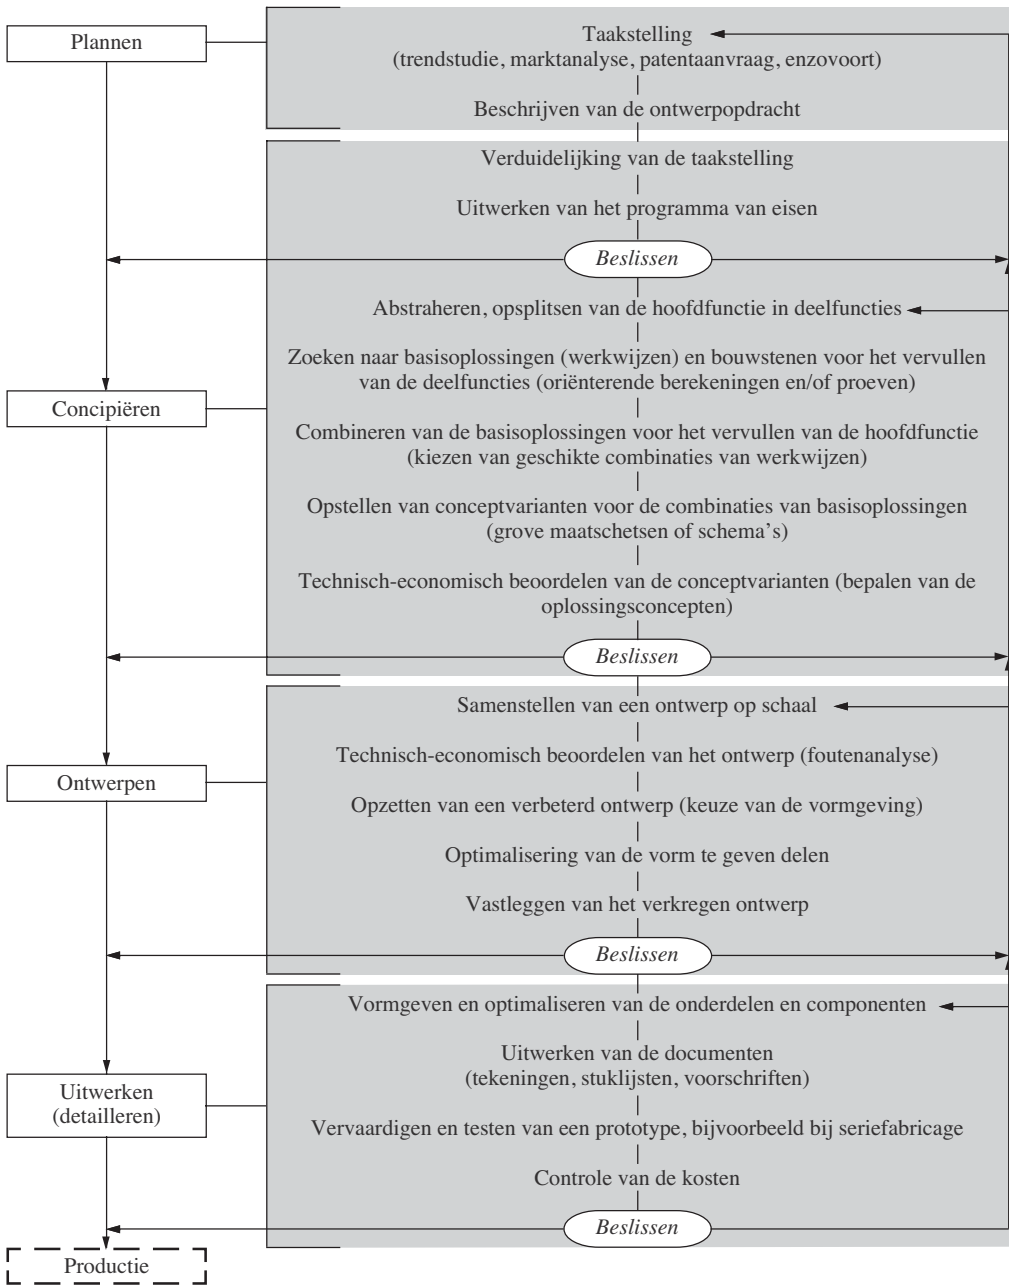 Plannen
Taakstelling
(trendstudie, marktanalyse, patentaanvraag, enzovoort)
Beschrijven van de ontwerpopdracht
Verduidelijking van de taakstelling
Uitwerken van het programma van eisen
Beslissen
Abstraheren, opsplitsen van de hoofdfunctie in deelfuncties
Zoeken naar basisoplossingen (werkwijzen) en bouwstenen voor het vervullen
van de deelfuncties (oriënterende berekeningen en/of proeven)
Concipiëren
Combineren van de basisoplossingen voor het vervullen van de hoofdfunctie
(kiezen van geschikte combinaties van werkwijzen)
Opstellen van conceptvarianten voor de combinaties van basisoplossingen
(grove maatschetsen of schema’s)
Technisch-economisch beoordelen van de conceptvarianten (bepalen van de
oplossingsconcepten)
Beslissen
Samenstellen van een ontwerp op schaal
Technisch-economisch beoordelen van het ontwerp (foutenanalyse)
Ontwerpen
Opzetten van een verbeterd ontwerp (keuze van de vormgeving)
Optimalisering van de vorm te geven delen
Vastleggen van het verkregen ontwerp
Beslissen
Vormgeven en optimaliseren van de onderdelen en componenten
Uitwerken van de documenten
(tekeningen, stuklijsten, voorschriften)
Uitwerken
(detailleren)
Vervaardigen en testen van een prototype, bijvoorbeeld bij seriefabricage
Controle van de kosten
Beslissen
Productie